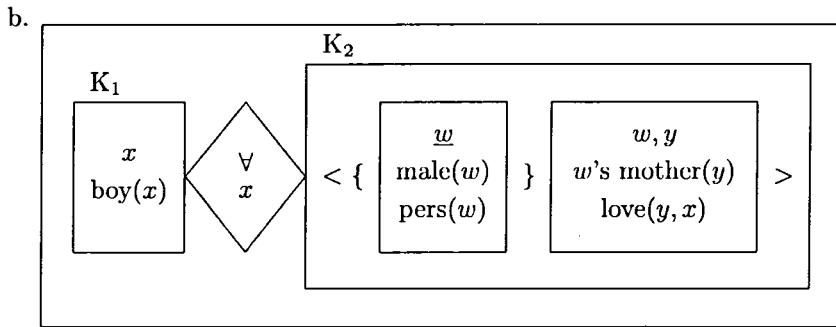 b.
K₂
K₁
x
boy(x)
∀
x
< {
w
male(w)
pers(w)
}
w, y
w's mother(y)
love(y, x)
>